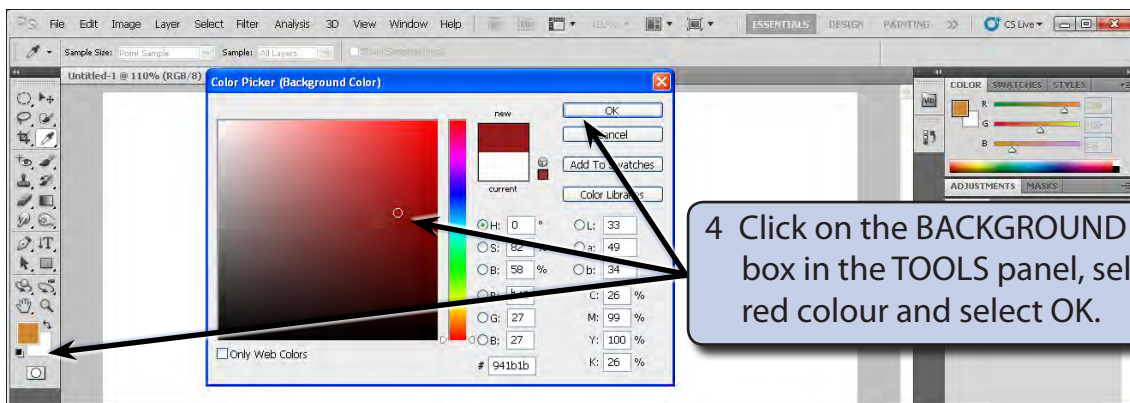 PS File Edit Image Layer Select Filter Analysis 3D View Window Help ESSENTIALS DESIGN PAINTING CS Live
Sample Size: Point Sample Sample: All Layers
Untitled-1 @ 110% (RGB/8)
Color Picker (Background Color)
new
current
OK
Cancel
Add To Swatches
Color Libraries
H: 0 ° L: 33
S: 82 % a: 49
B: 58 % b: 34
C: 26 %
G: 27 M: 99 %
B: 27 Y: 100 %
# 941b1b K: 26 %
Only Web Colors
COLOR SWATCHES STYLES
R
G
B
ADJUSTMENTS MASKS
4 Click on the BACKGROUND
box in the TOOLS panel, sel
red colour and select OK.